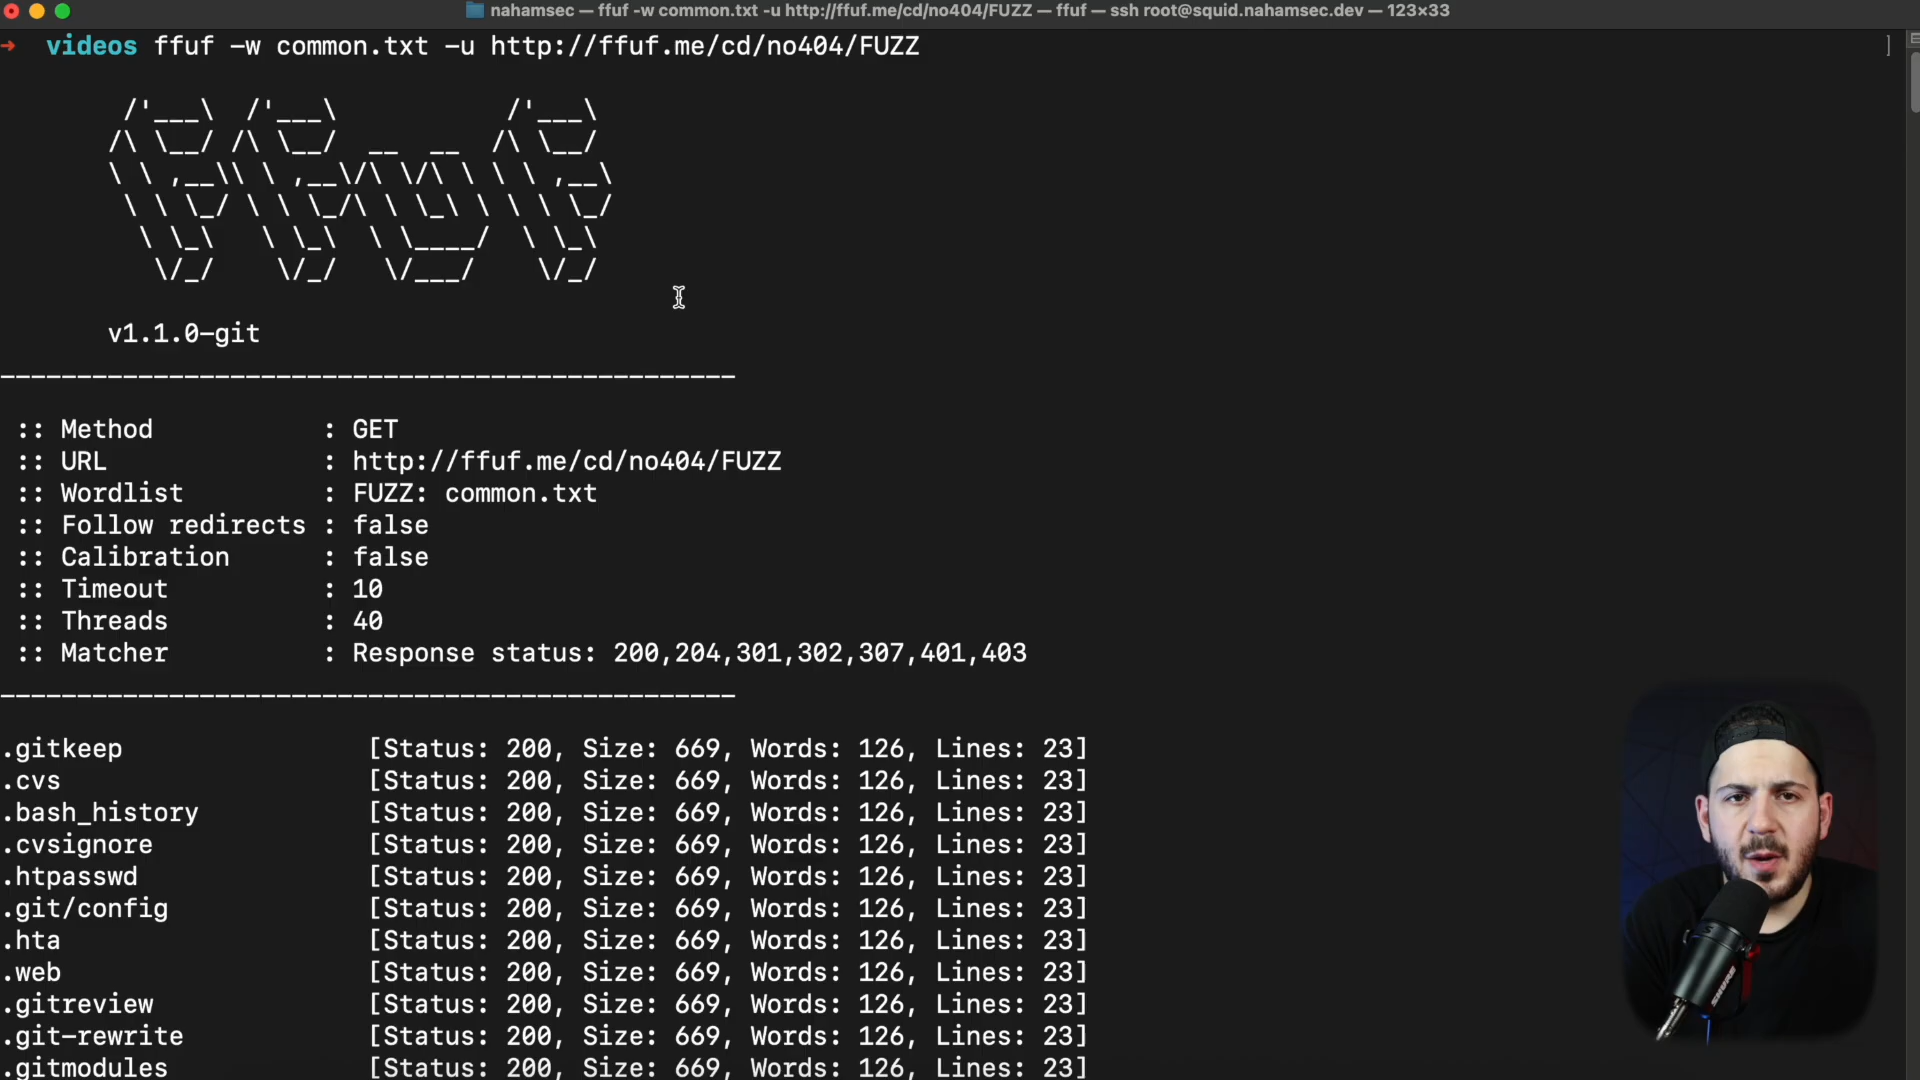 nahamsec — ffuf -w common.txt -u http://ffuf.me/cd/no404/FUZZ — ffuf — ssh root@squid.nahamsec.dev — 123×33
→ videos ffuf -w common.txt -u http://ffuf.me/cd/no404/FUZZ ]
/'___\  /'___\           /'___\
/\ \__/ /\ \__/  __  __  /\ \__/
\ \ ,__\\ \ ,__\/\ \/\ \ \ \ ,__\
\ \ \_/ \ \ \_/\ \ \_\ \ \ \ \_/
\ \_\   \ \_\  \ \____/  \ \_\
\/_/    \/_/   \/___/    \/_/
v1.1.0-git
________________________________________________
:: Method : GET
:: URL : http://ffuf.me/cd/no404/FUZZ
:: Wordlist : FUZZ: common.txt
:: Follow redirects : false
:: Calibration : false
:: Timeout : 10
:: Threads : 40
:: Matcher : Response status: 200,204,301,302,307,401,403
________________________________________________
.gitkeep [Status: 200, Size: 669, Words: 126, Lines: 23]
.cvs [Status: 200, Size: 669, Words: 126, Lines: 23]
.bash_history [Status: 200, Size: 669, Words: 126, Lines: 23]
.cvsignore [Status: 200, Size: 669, Words: 126, Lines: 23]
.htpasswd [Status: 200, Size: 669, Words: 126, Lines: 23]
.git/config [Status: 200, Size: 669, Words: 126, Lines: 23]
.hta [Status: 200, Size: 669, Words: 126, Lines: 23]
.web [Status: 200, Size: 669, Words: 126, Lines: 23]
.gitreview [Status: 200, Size: 669, Words: 126, Lines: 23]
.git-rewrite [Status: 200, Size: 669, Words: 126, Lines: 23]
.gitmodules [Status: 200, Size: 669, Words: 126, Lines: 23]
SHURE